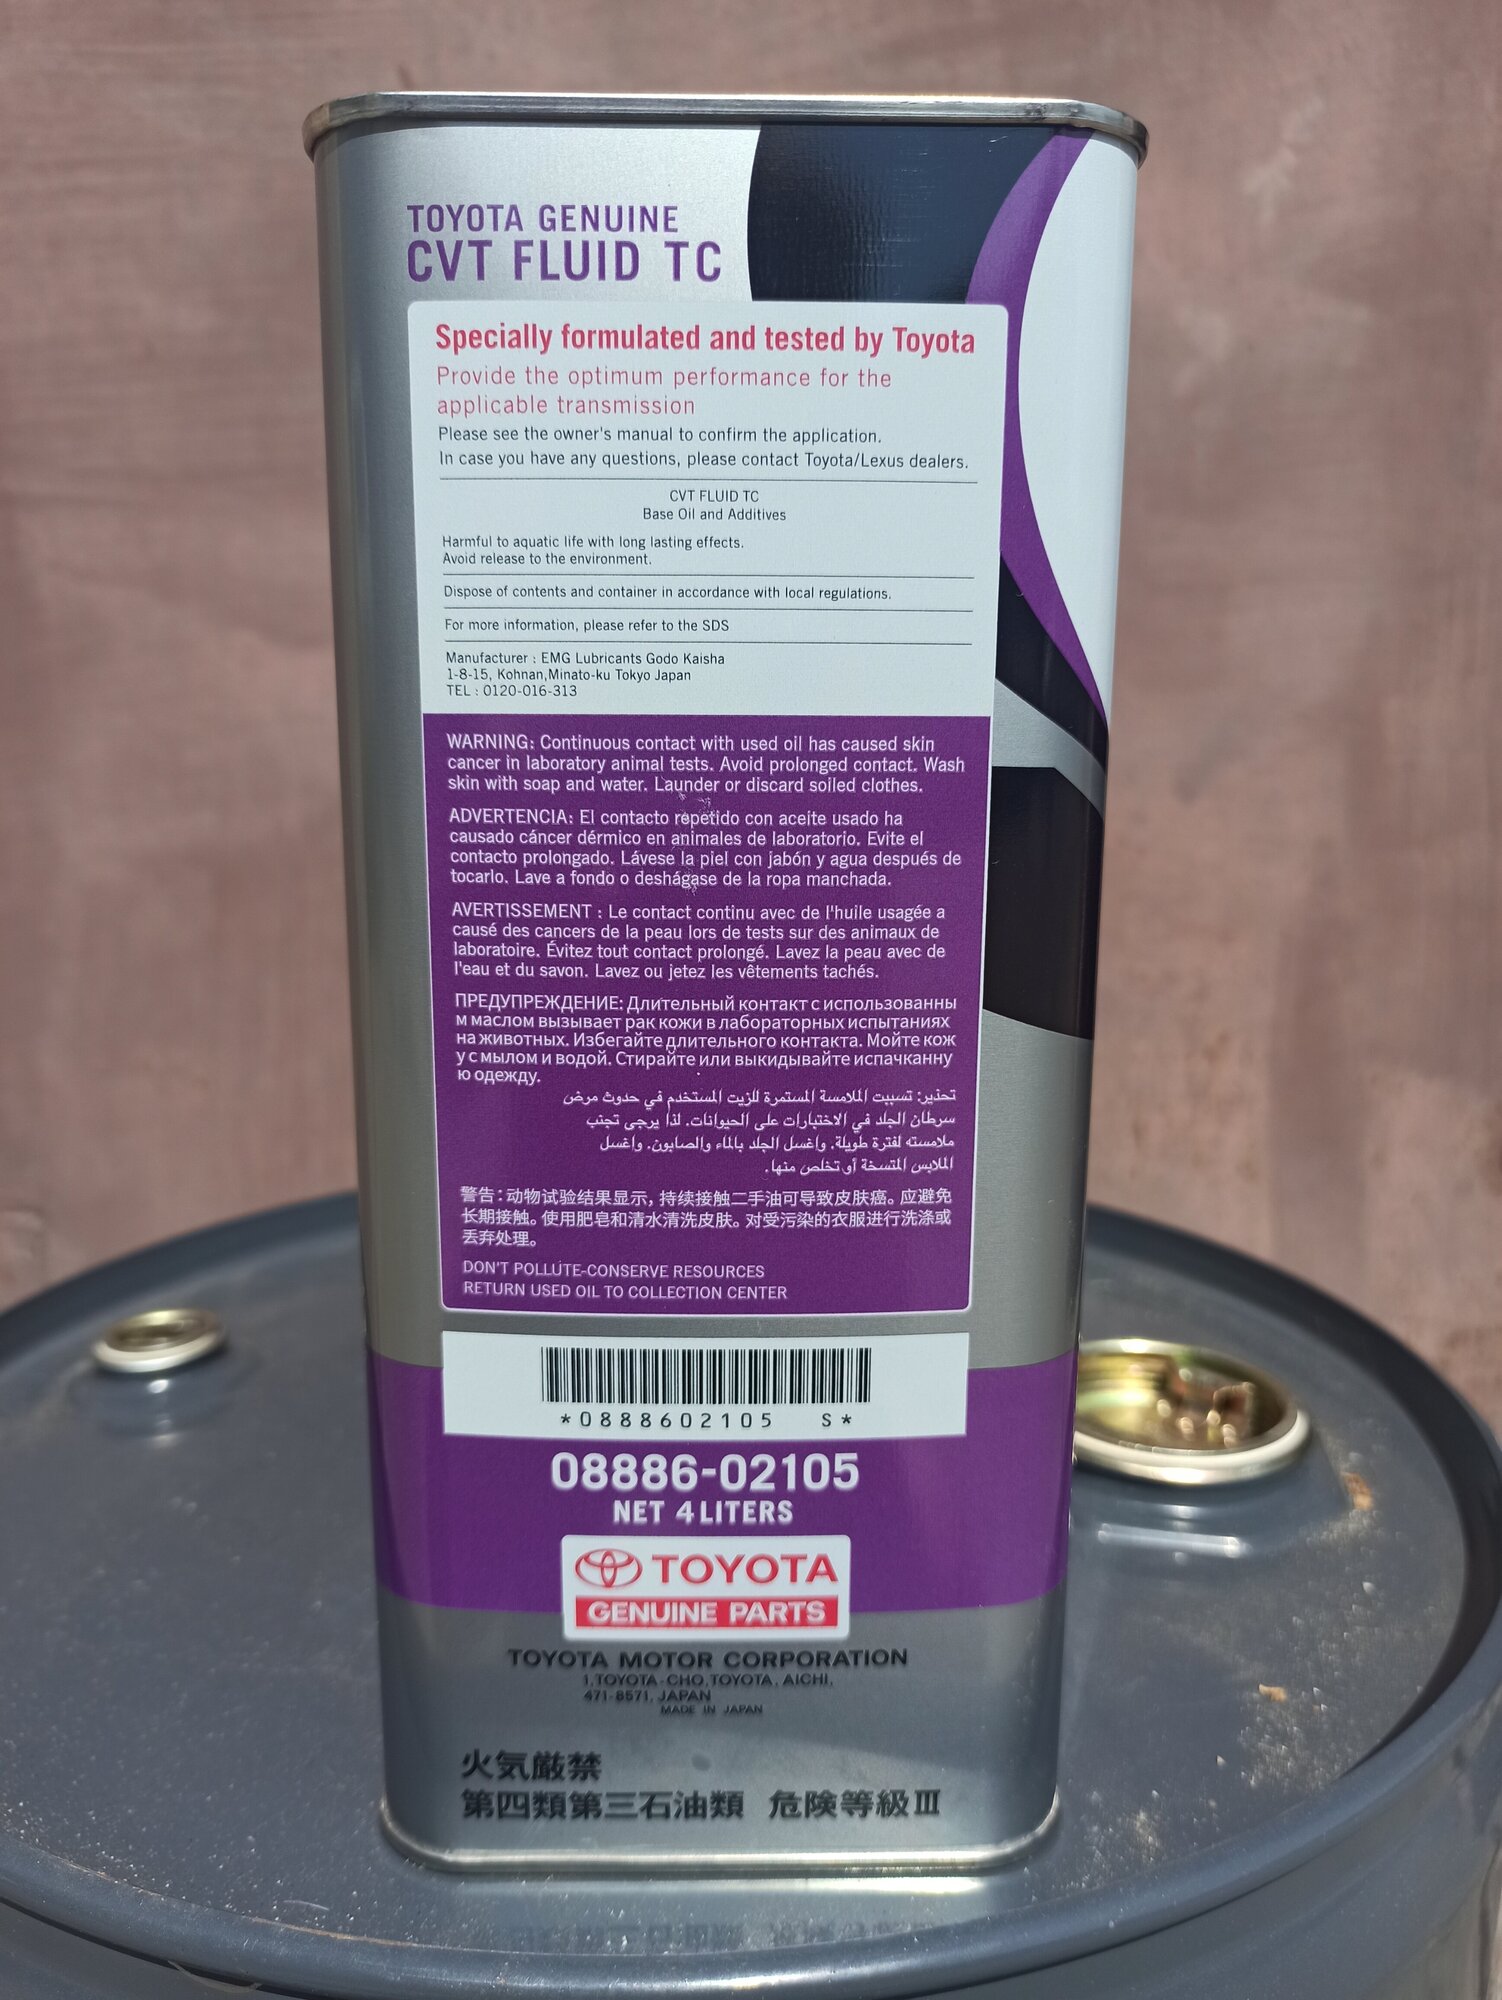 TOYOTA GENUINE
CVT FLUID TC
Specially formulated and tested by Toyota
Provide the optimum performance for the
applicable transmission
Please see the owner's manual to confirm the application.
In case you have any questions, please contact Toyota/Lexus dealers.
CVT FLUID TC
Base Oil and Additives
Harmful to aquatic life with long lasting effects.
Avoid release to the environment.
Dispose of contents and container in accordance with local regulations.
For more information, please refer to the SDS
Manufacturer : EMG Lubricants Godo Kaisha
1-8-15, Kohnan,Minato-ku Tokyo Japan
TEL : 0120-016-313
WARNING: Continuous contact with used oil has caused skin
cancer in laboratory animal tests. Avoid prolonged contact. Wash
skin with soap and water. Launder or discard soiled clothes.
ADVERTENCIA: El contacto repetido con aceite usado ha
causado cáncer dérmico en animales de laboratorio. Evite el
contacto prolongado. Lávese la piel con jabón y agua después de
tocarlo. Lave a fondo o deshágase de la ropa manchada.
AVERTISSEMENT : Le contact continu avec de l'huile usagée a
causé des cancers de la peau lors de tests sur des animaux de
laboratoire. Évitez tout contact prolongé. Lavez la peau avec de
l'eau et du savon. Lavez ou jetez les vêtements tachés.
ПРЕДУПРЕЖДЕНИЕ: Длительный контакт с использованны
м маслом вызывает рак кожи в лабораторных испытаниях
на животных. Избегайте длительного контакта. Мойте кож
у с мылом и водой. Стирайте или выкидывайте испачканну
ю одежду.
تحذير: تسببت الملامسة المستمرة للزيت المستخدم في حدوث مرض
سرطان الجلد في الاختبارات على الحيوانات. لذا يرجى تجنب
ملامسته لفترة طويلة. واغسل الجلد بالماء والصابون. واغسل
الملابس المتسخة أو تخلص منها.
警告：动物试验结果显示，持续接触二手油可导致皮肤癌。应避免
长期接触。使用肥皂和清水清洗皮肤。对受污染的衣服进行洗涤或
丢弃处理。
DON'T POLLUTE-CONSERVE RESOURCES
RETURN USED OIL TO COLLECTION CENTER
*0888602105 S*
08886-02105
NET 4 LITERS
TOYOTA
GENUINE PARTS
TOYOTA MOTOR CORPORATION
1,TOYOTA-CHO,TOYOTA, AICHI,
471-8571, JAPAN
MADE IN JAPAN
火気厳禁
第四類第三石油類 危険等級Ⅲ